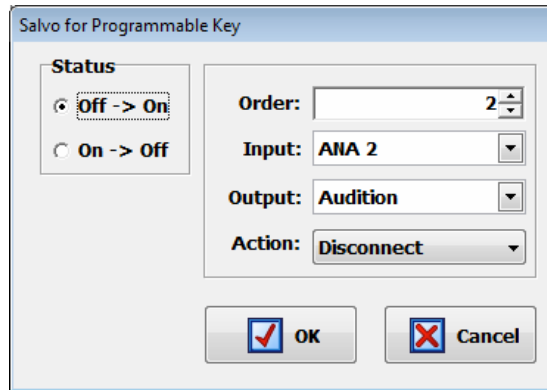 Salvo for Programmable Key
Status
Off -> On
On -> Off
Order: 2
Input: ANA 2
Output: Audition
Action: Disconnect
OK
Cancel